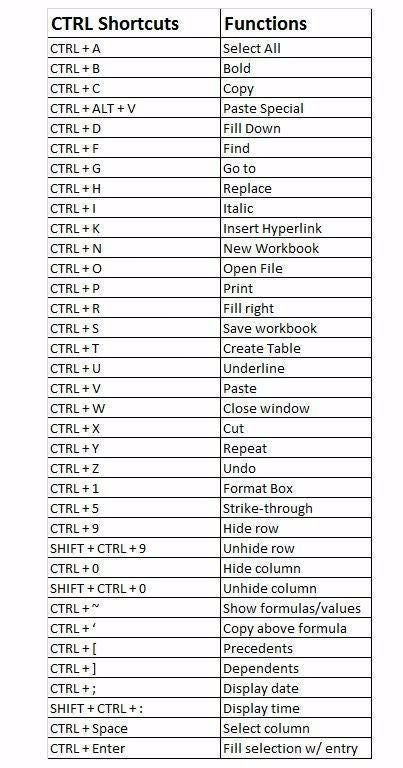 CTRL Shortcuts Functions
CTRL + A Select All
CTRL + B Bold
CTRL + C Copy
CTRL + ALT + V Paste Special
CTRL + D Fill Down
CTRL + F Find
CTRL + G Go to
CTRL + H Replace
CTRL + I Italic
CTRL + K Insert Hyperlink
CTRL + N New Workbook
CTRL + O Open File
CTRL + P Print
CTRL + R Fill right
CTRL + S Save workbook
CTRL + T Create Table
CTRL + U Underline
CTRL + V Paste
CTRL + W Close window
CTRL + X Cut
CTRL + Y Repeat
CTRL + Z Undo
CTRL + 1 Format Box
CTRL + 5 Strike-through
CTRL + 9 Hide row
SHIFT + CTRL + 9 Unhide row
CTRL + 0 Hide column
SHIFT + CTRL + 0 Unhide column
CTRL + ~ Show formulas/values
CTRL + ‘ Copy above formula
CTRL + [ Precedents
CTRL + ] Dependents
CTRL + ; Display date
SHIFT + CTRL + : Display time
CTRL + Space Select column
CTRL + Enter Fill selection w/ entry